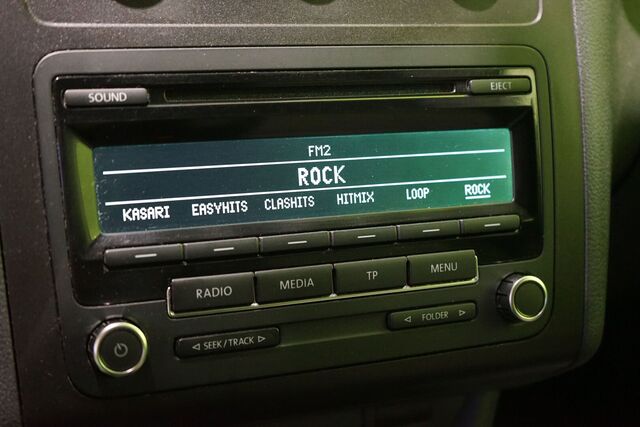 SOUND EJECT
FM2
ROCK
KASARI EASYHITS CLASHITS HITMIX LOOP ROCK
RADIO MEDIA TP MENU
SEEK / TRACK FOLDER